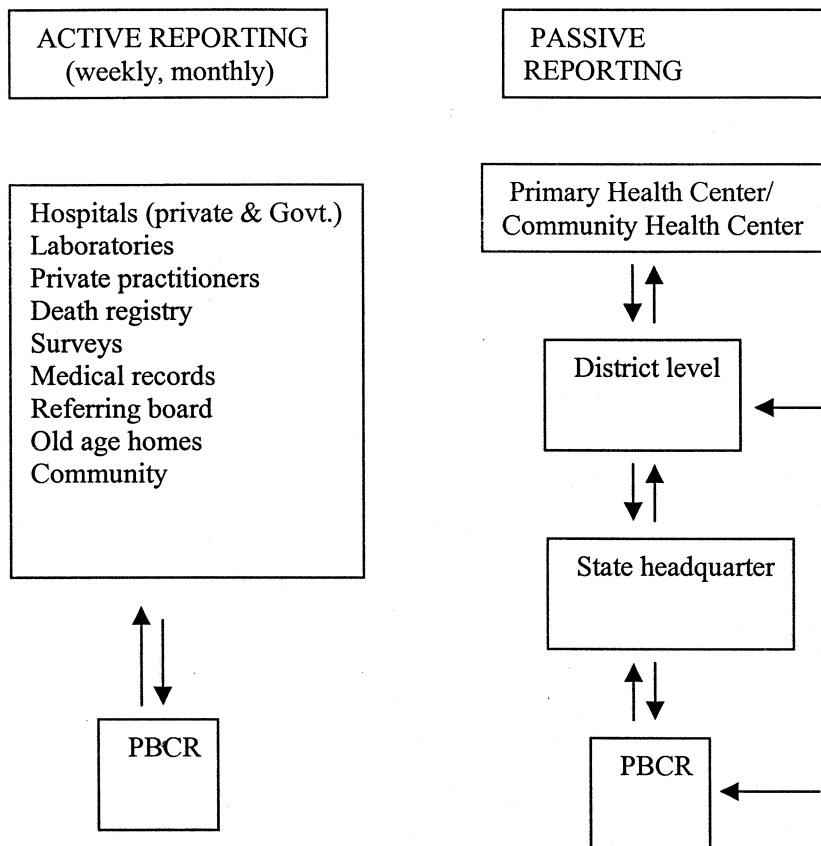 ACTIVE REPORTING
(weekly, monthly)
Hospitals (private & Govt.)
Laboratories
Private practitioners
Death registry
Surveys
Medical records
Referring board
Old age homes
Community
PBCR
PASSIVE
REPORTING
Primary Health Center/
Community Health Center
District level
State headquarter
PBCR